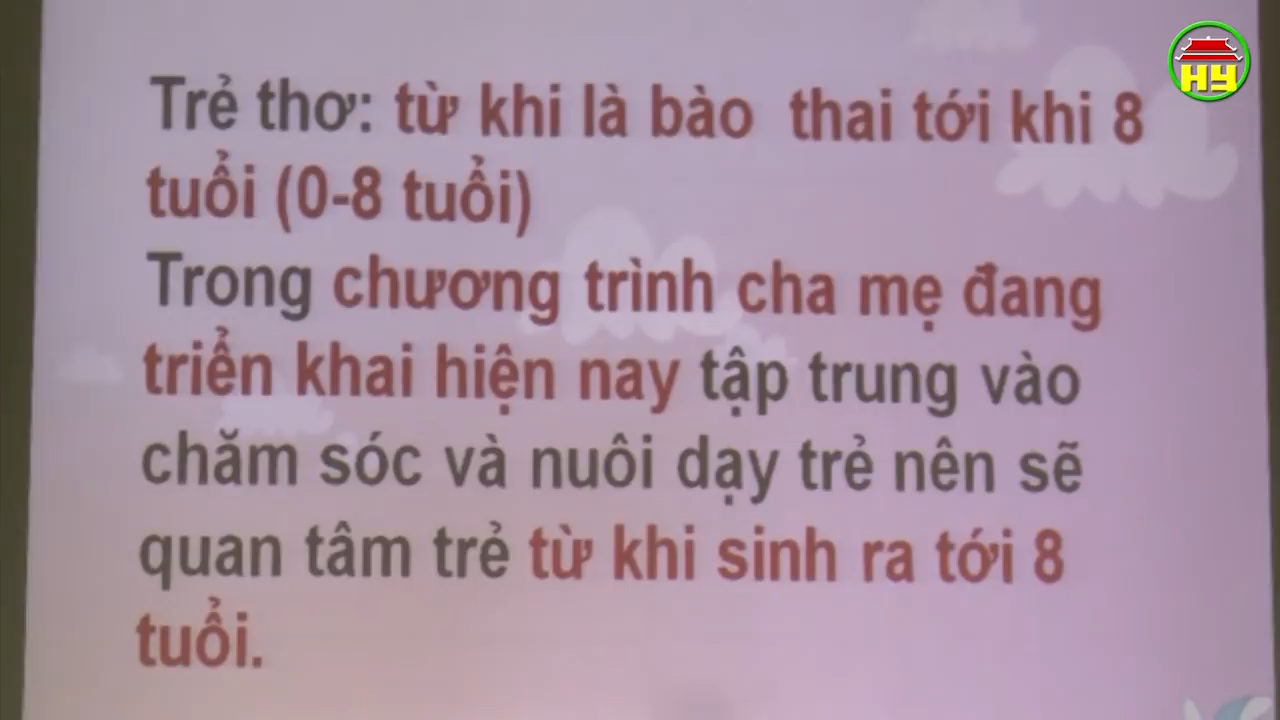 HY
Trẻ thơ: từ khi là bào thai tới khi 8
tuổi (0-8 tuổi)
Trong chương trình cha mẹ đang
triển khai hiện nay tập trung vào
chăm sóc và nuôi dạy trẻ nên sẽ
quan tâm trẻ từ khi sinh ra tới 8
tuổi.